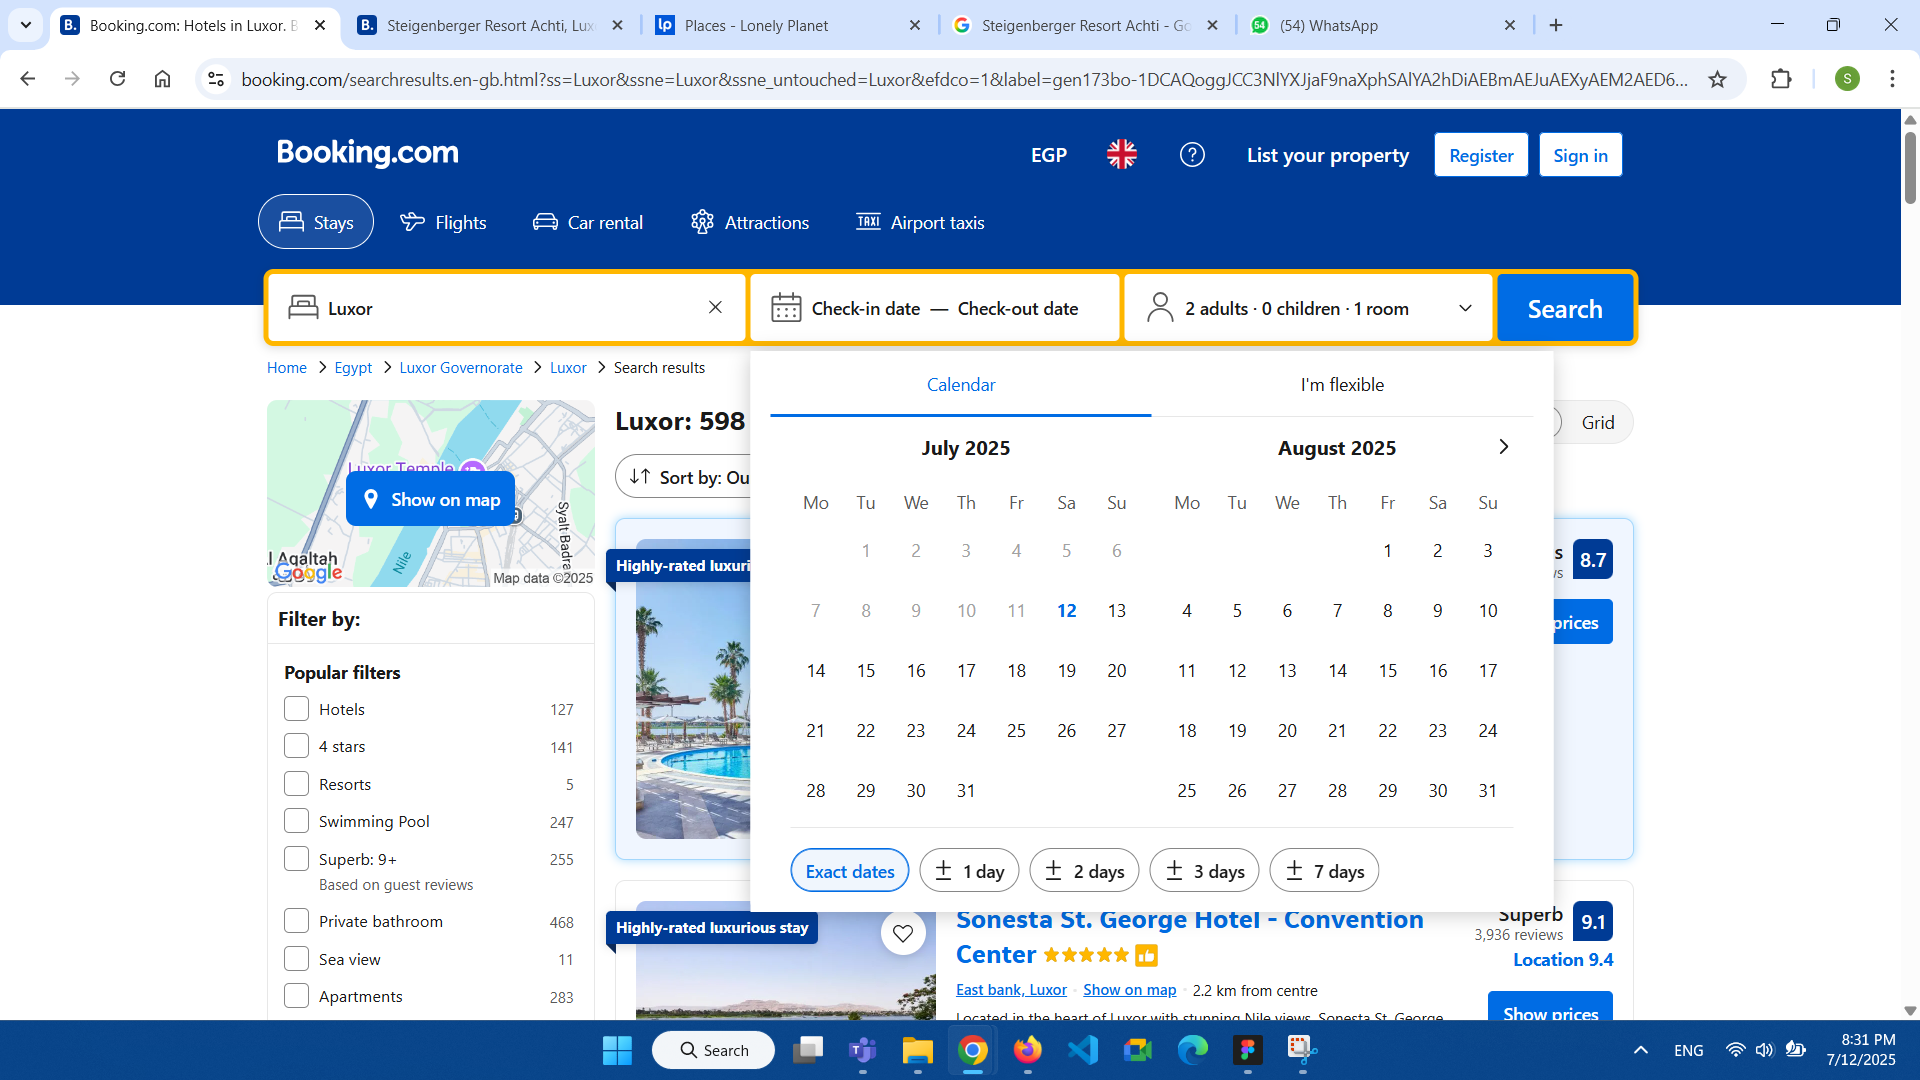 Booking.com: Hotels in Luxor. B
Steigenberger Resort Achti, Lux
Places - Lonely Planet
Steigenberger Resort Achti - Go
(54) WhatsApp
booking.com/searchresults.en-gb.html?ss=Luxor&ssne=Luxor&ssne_untouched=Luxor&efdco=1&label=gen173bo-1DCAQoggJCC3NlYXJjaF9naXphSAlYA2hDiAEBmAEJuAEXyAEM2AED6...
S
Booking.com
EGP
List your property
Register
Sign in
Stays
Flights
Car rental
Attractions
Airport taxis
Luxor
Check-in date — Check-out date
2 adults · 0 children · 1 room
Search
Home
Egypt
Luxor Governorate
Luxor
Search results
Luxor Temple
Show on map
Syalt Badra
Al Aqaltah
Nile
Google
Map data ©2025
Luxor: 598
Grid
Sort by: Ou
Calendar
I'm flexible
July 2025
Mo Tu We Th Fr Sa Su
1 2 3 4 5 6
7 8 9 10 11 12 13
14 15 16 17 18 19 20
21 22 23 24 25 26 27
28 29 30 31
August 2025
Mo Tu We Th Fr Sa Su
1 2 3
4 5 6 7 8 9 10
11 12 13 14 15 16 17
18 19 20 21 22 23 24
25 26 27 28 29 30 31
Exact dates
± 1 day
± 2 days
± 3 days
± 7 days
Filter by:
Popular filters
Hotels 127
4 stars 141
Resorts 5
Swimming Pool 247
Superb: 9+ 255
Based on guest reviews
Private bathroom 468
Sea view 11
Apartments 283
Highly-rated luxuri
8.7
prices
Highly-rated luxurious stay
Sonesta St. George Hotel - Convention
Center
East bank, Luxor
Show on map
2.2 km from centre
Located in the heart of Luxor with stunning Nile views, Sonesta St. George
Superb
3,936 reviews
9.1
Location 9.4
Show prices
Search
ENG
8:31 PM
7/12/2025